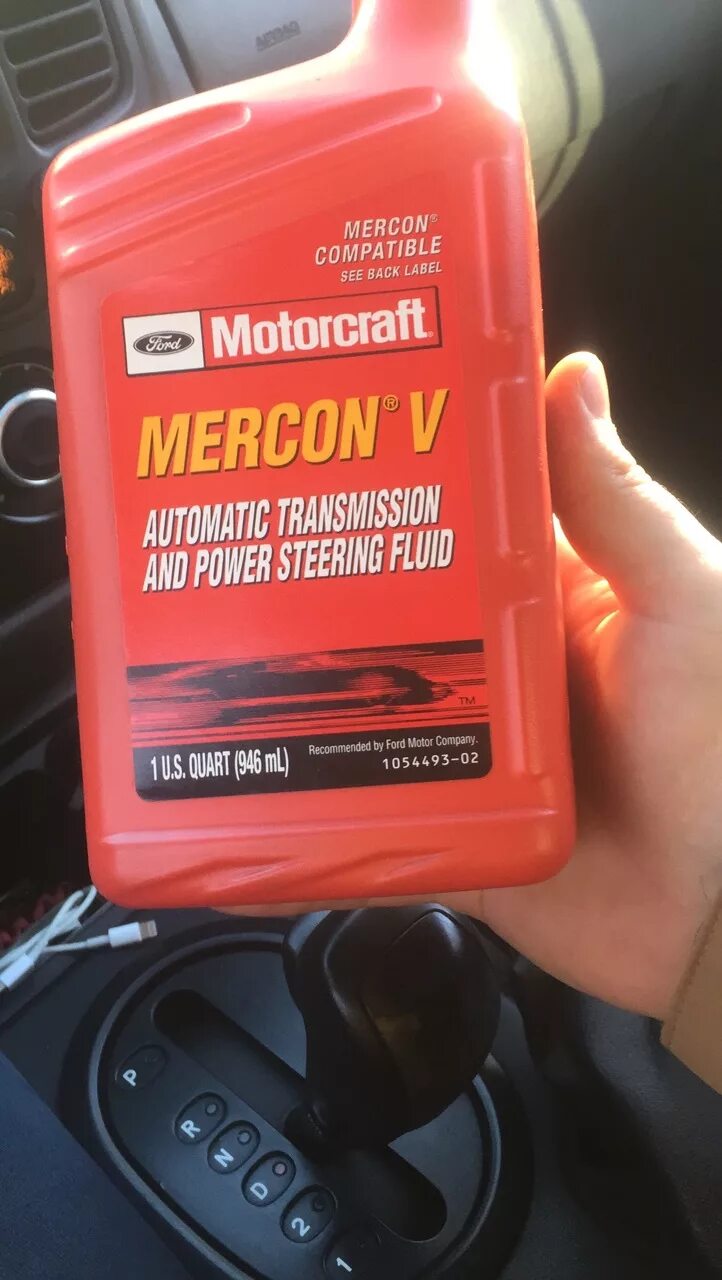 AIRBAG
MERCON®
COMPATIBLE
SEE BACK LABEL
Ford Motorcraft®
MERCON® V
AUTOMATIC TRANSMISSION
AND POWER STEERING FLUID
TM
1 U.S. QUART (946 mL)
Recommended by Ford Motor Company.
1054493-02
P
R
N
D
2
1